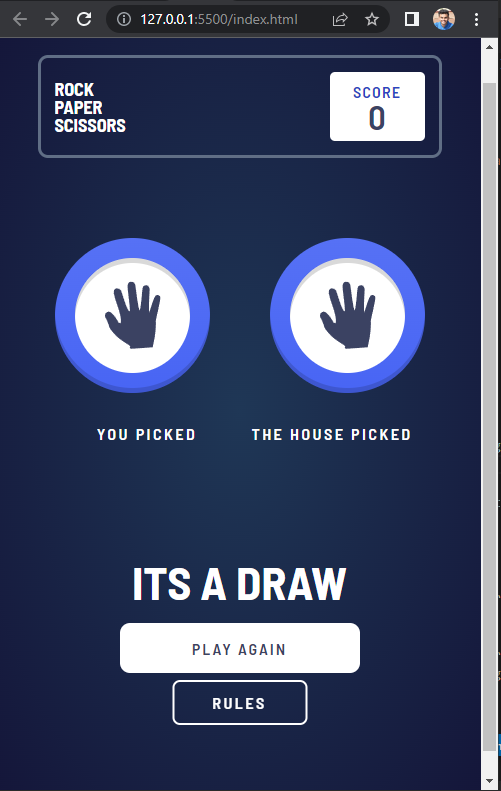 127.0.0.1:5500/index.html
ROCK
PAPER
SCISSORS
SCORE
0
YOU PICKED
THE HOUSE PICKED
ITS A DRAW
PLAY AGAIN
RULES